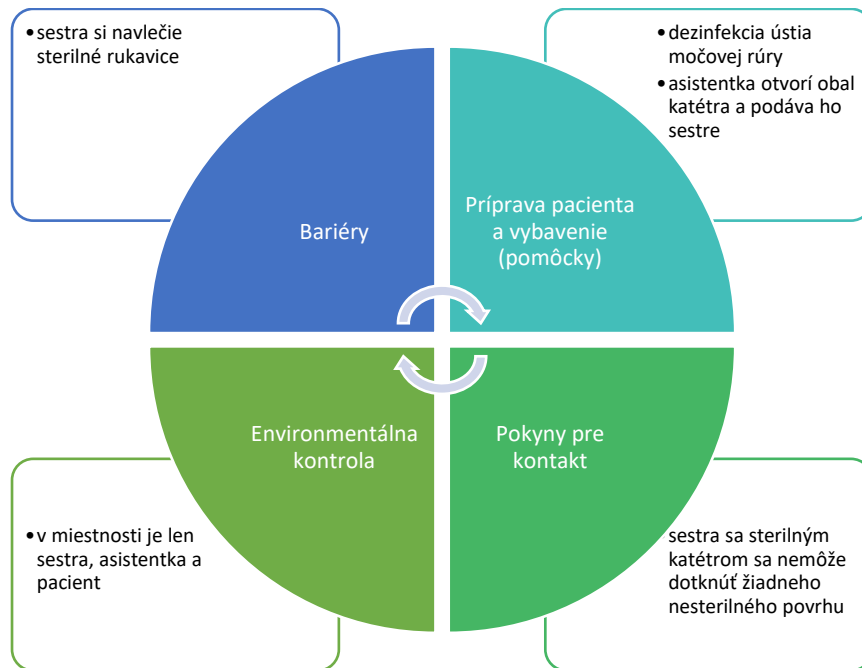 •sestra si navlečie
sterilné rukavice
•dezinfekcia ústia
močovej rúry
•asistentka otvorí obal
katétra a podáva ho
sestre
Bariéry
Príprava pacienta
a vybavenie
(pomôcky)
Environmentálna
kontrola
Pokyny pre
kontakt
•v miestnosti je len
sestra, asistentka a
pacient
sestra sa sterilným
katétrom sa nemôže
dotknúť žiadneho
nesterilného povrhu